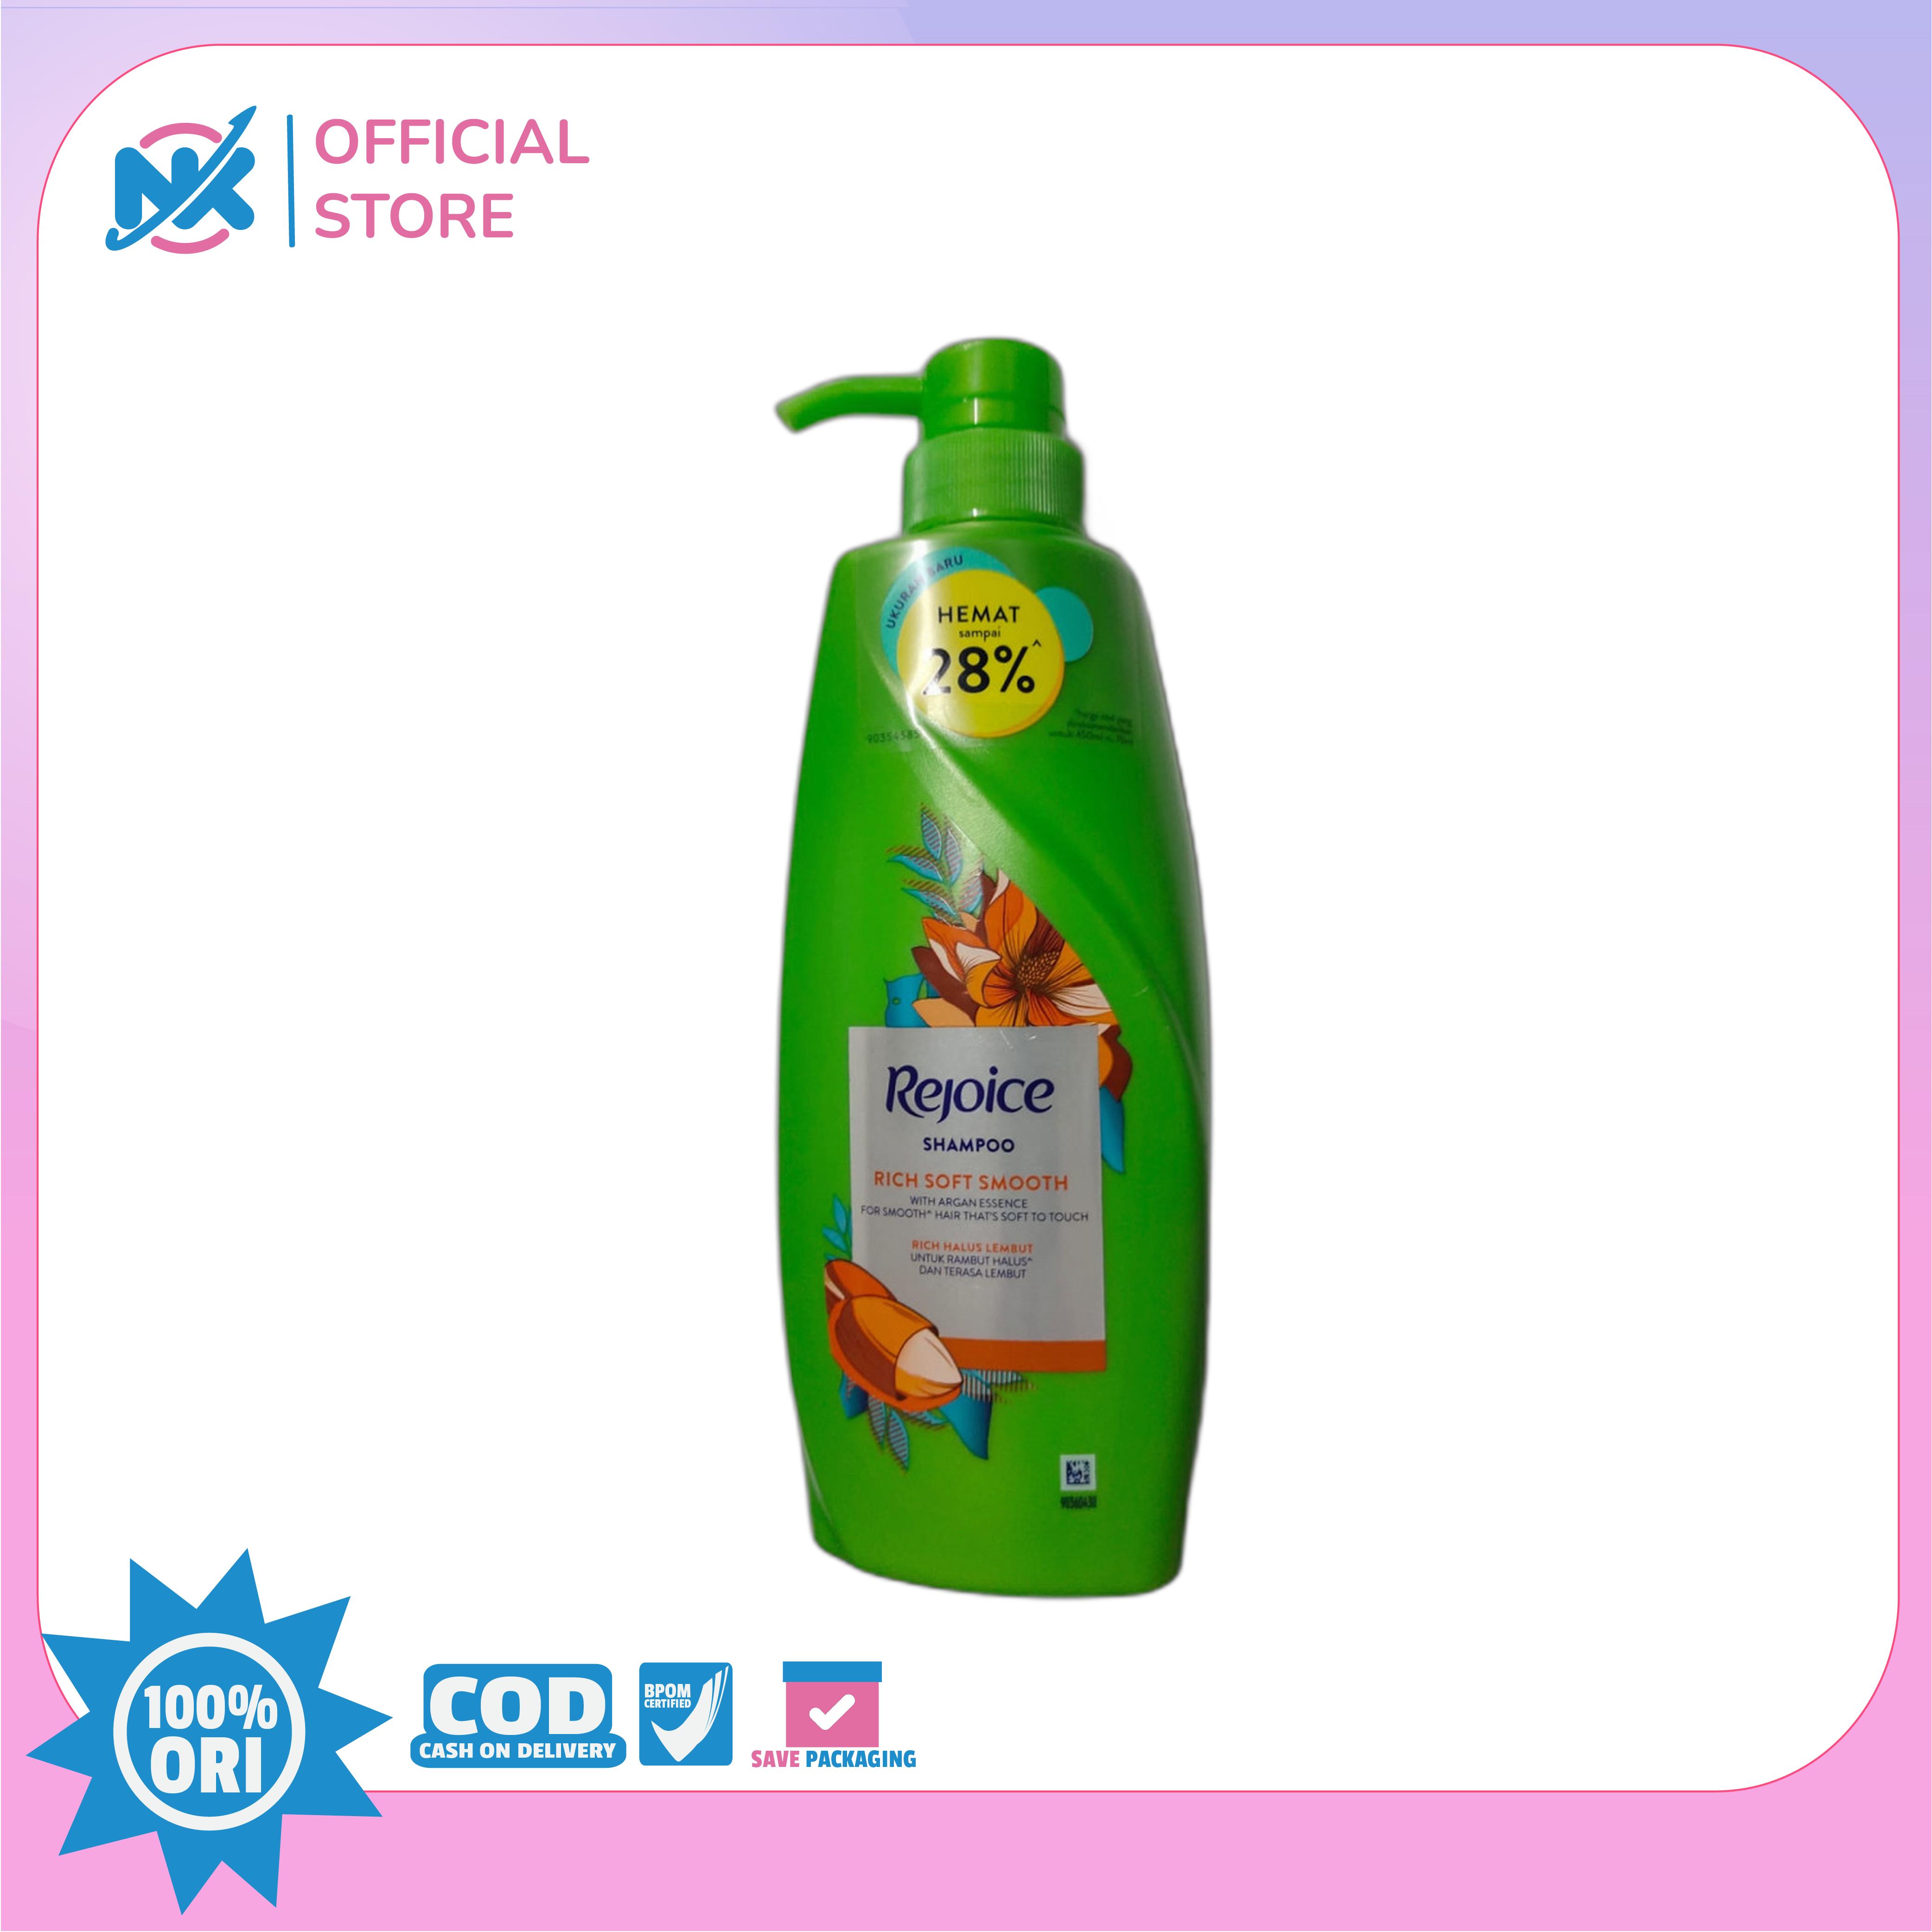 NK
OFFICIAL
STORE
UKURAN BARU
HEMAT
sampai
28%^
Rejoice
SHAMPOO
RICH SOFT SMOOTH
WITH ARGAN ESSENCE
FOR SMOOTH^ HAIR THAT'S SOFT TO TOUCH
RICH HALUS LEMBUT
UNTUK RAMBUT HALUS^
DAN TERASA LEMBUT
100%
ORI
COD
CASH ON DELIVERY
BPOM
CERTIFIED
SAVE PACKAGING